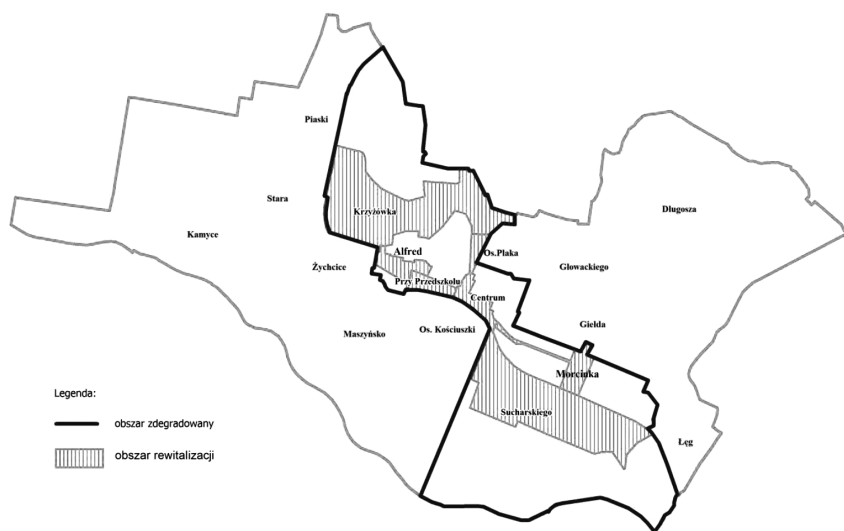 Piaski
Stara
Kamyce
Krzyżówka
Długosza
Alfred
Os.Płaka
Głowackiego
Żychcice
Przy Przedszkolu
Centrum
Giełda
Maszyńsko
Os. Kościuszki
Morcinka
Sucharskiego
Łęg
Legenda:
obszar zdegradowany
obszar rewitalizacji